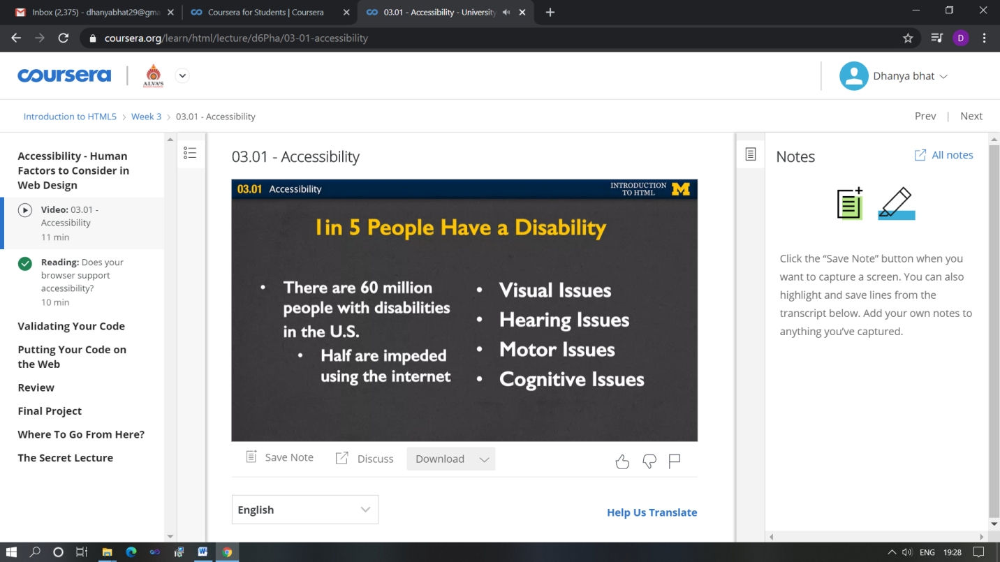 Inbox (2,375) - dhanyabhat29@gma
Coursera for Students | Coursera
03.01 - Accessibility - University
coursera.org/learn/html/lecture/d6Pha/03-01-accessibility
D
coursera
ALVA'S
Dhanya bhat
Introduction to HTML5 > Week 3 > 03.01 - Accessibility
Prev | Next
Accessibility - Human
Factors to Consider in
Web Design
Video: 03.01 -
Accessibility
11 min
Reading: Does your
browser support
accessibility?
10 min
Validating Your Code
Putting Your Code on
the Web
Review
Final Project
Where To Go From Here?
The Secret Lecture
03.01 - Accessibility
03.01 Accessibility
INTRODUCTION
TO HTML
M
1 in 5 People Have a Disability
• There are 60 million
people with disabilities
in the U.S.
• Half are impeded
using the internet
• Visual Issues
• Hearing Issues
• Motor Issues
• Cognitive Issues
Save Note
Discuss
Download
English
Help Us Translate
Notes
All notes
Click the “Save Note” button when you
want to capture a screen. You can also
highlight and save lines from the
transcript below. Add your own notes to
anything you’ve captured.
ENG
19:28